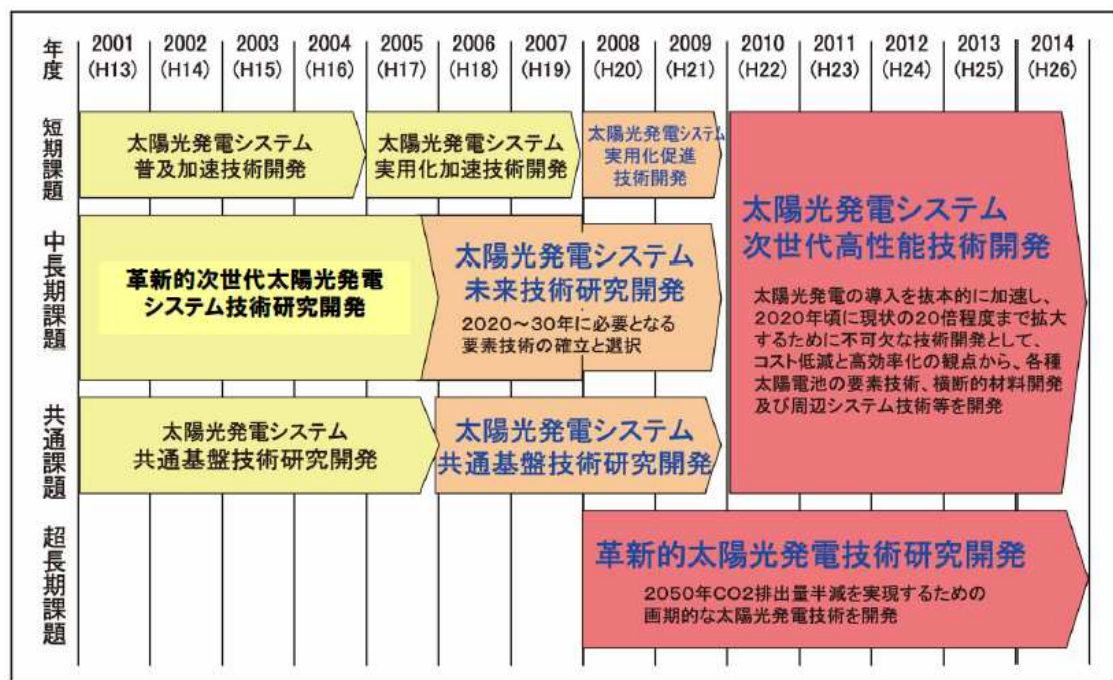 年度
2001 2002 2003 2004 2005 2006 2007 2008 2009 2010 2011 2012 2013 2014
(H13) (H14) (H15) (H16) (H17) (H18) (H19) (H20) (H21) (H22) (H23) (H24) (H25) (H26)
短期課題
太陽光発電システム
普及加速技術開発
太陽光発電システム
実用化加速技術開発
太陽光発電システム
実用化促進
技術開発
中長期課題
革新的次世代太陽光発電
システム技術研究開発
太陽光発電システム
未来技術研究開発
2020~30年に必要となる
要素技術の確立と選択
太陽光発電システム
次世代高性能技術開発
太陽光発電の導入を抜本的に加速し、
2020年頃に現状の20倍程度まで拡大
するために不可欠な技術開発として、
コスト低減と高効率化の観点から、各種
太陽電池の要素技術、横断的材料開発
及び周辺システム技術等を開発
共通課題
太陽光発電システム
共通基盤技術研究開発
太陽光発電システム
共通基盤技術研究開発
超長期課題
革新的太陽光発電技術研究開発
2050年CO2排出量半減を実現するための
画期的な太陽光発電技術を開発